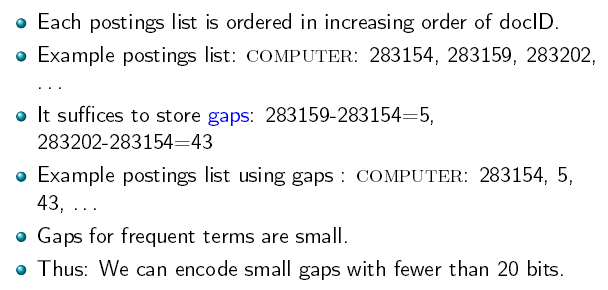 Each postings list is ordered in increasing order of docID.
Example postings list: COMPUTER: 283154, 283159, 283202,
...
It suffices to store gaps: 283159-283154=5,
283202-283154=43
Example postings list using gaps : COMPUTER: 283154, 5,
43, ...
Gaps for frequent terms are small.
Thus: We can encode small gaps with fewer than 20 bits.